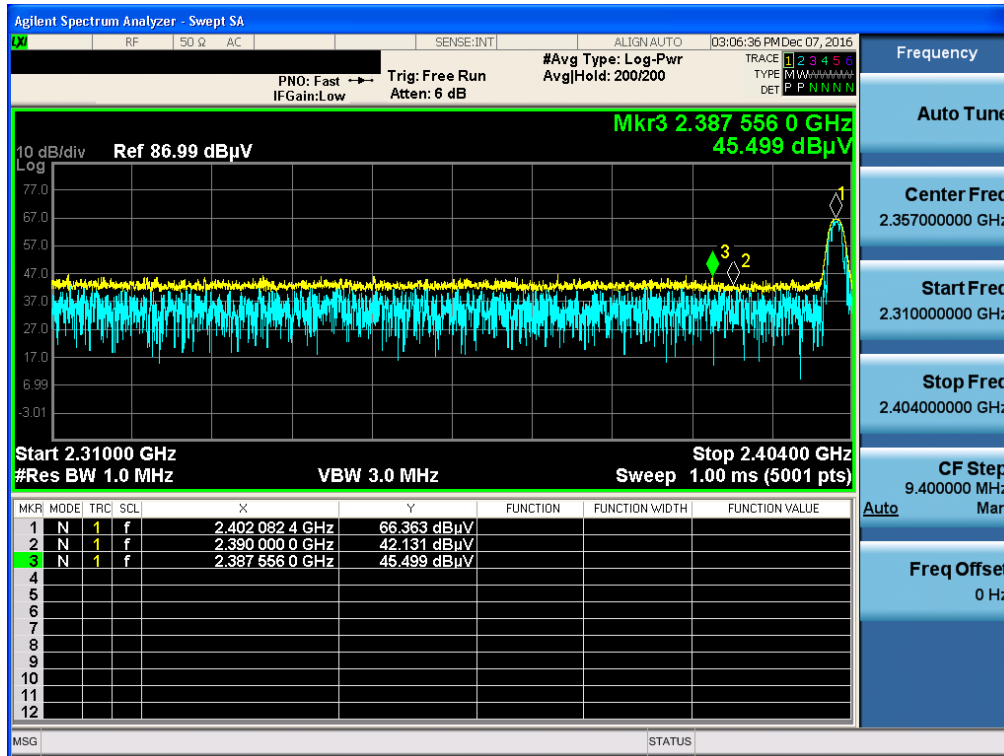 Agilent Spectrum Analyzer - Swept SA
LXI RF 50 Ω AC SENSE:INT ALIGN AUTO 03:06:36 PM Dec 07, 2016
Frequency
PNO: Fast
IFGain:Low
Trig: Free Run
Atten: 6 dB
#Avg Type: Log-Pwr
Avg|Hold: 200/200
TRACE 1 2 3 4 5 6
TYPE M W
DET P P N N N N
Auto Tune
Mkr3 2.387 556 0 GHz
45.499 dBµV
10 dB/div Ref 86.99 dBµV
Log
77.0
67.0
57.0
47.0
37.0
27.0
17.0
6.99
-3.01
1
3
2
Center Freq
2.357000000 GHz
Start Freq
2.310000000 GHz
Stop Freq
2.404000000 GHz
Start 2.31000 GHz Stop 2.40400 GHz
#Res BW 1.0 MHz VBW 3.0 MHz Sweep 1.00 ms (5001 pts)
CF Step
9.400000 MHz
Auto Man
MKR MODE TRC SCL X Y FUNCTION FUNCTION WIDTH FUNCTION VALUE
1 N 1 f 2.402 082 4 GHz 66.363 dBµV
2 N 1 f 2.390 000 0 GHz 42.131 dBµV
3 N 1 f 2.387 556 0 GHz 45.499 dBµV
4
5
6
7
8
9
10
11
12
Freq Offset
0 Hz
MSG STATUS